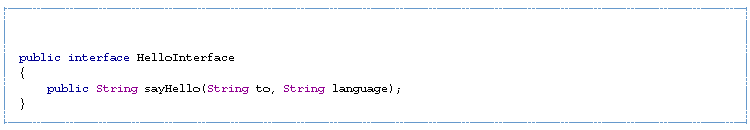 public interface HelloInterface
{
    public String sayHello(String to, String language);
}